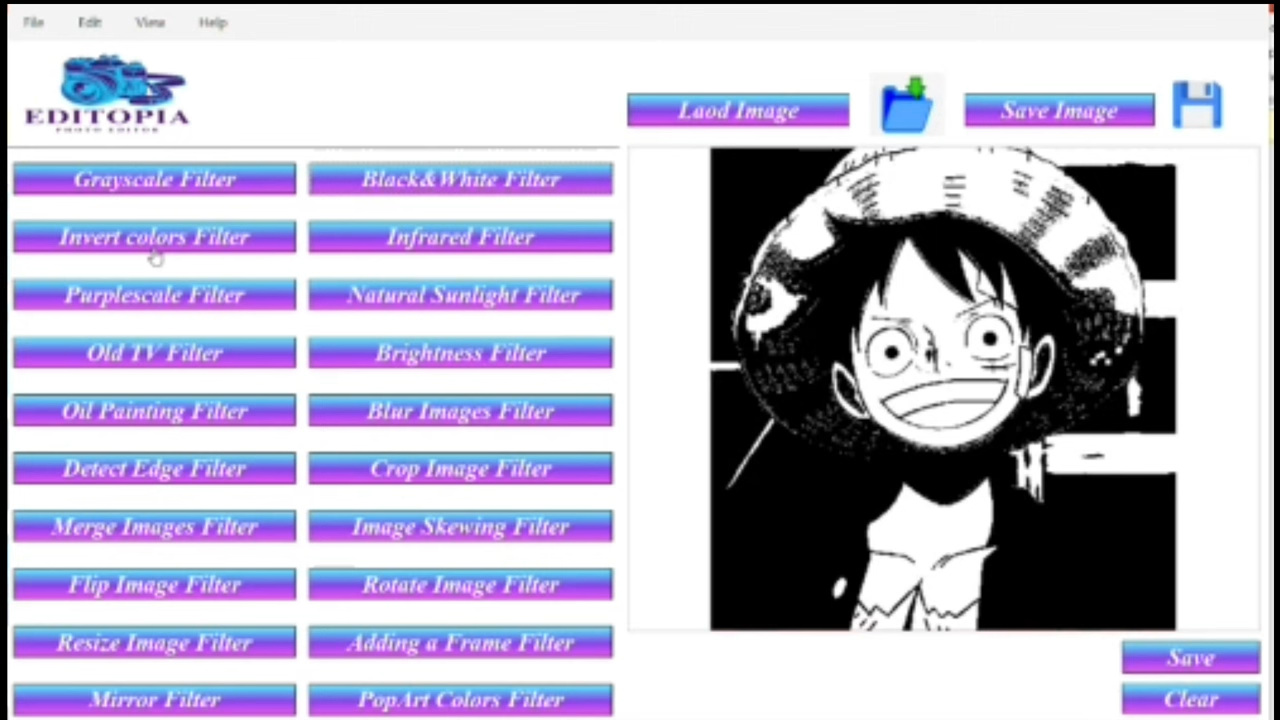 File Edit View Help
EDITOPIA
PHOTO EDITOR
Laod Image
Save Image
Grayscale Filter
Black&White Filter
Invert colors Filter
Infrared Filter
Purplescale Filter
Natural Sunlight Filter
Old TV Filter
Brightness Filter
Oil Painting Filter
Blur Images Filter
Detect Edge Filter
Crop Image Filter
Merge Images Filter
Image Skewing Filter
Flip Image Filter
Rotate Image Filter
Resize Image Filter
Adding a Frame Filter
Mirror Filter
PopArt Colors Filter
Save
Clear